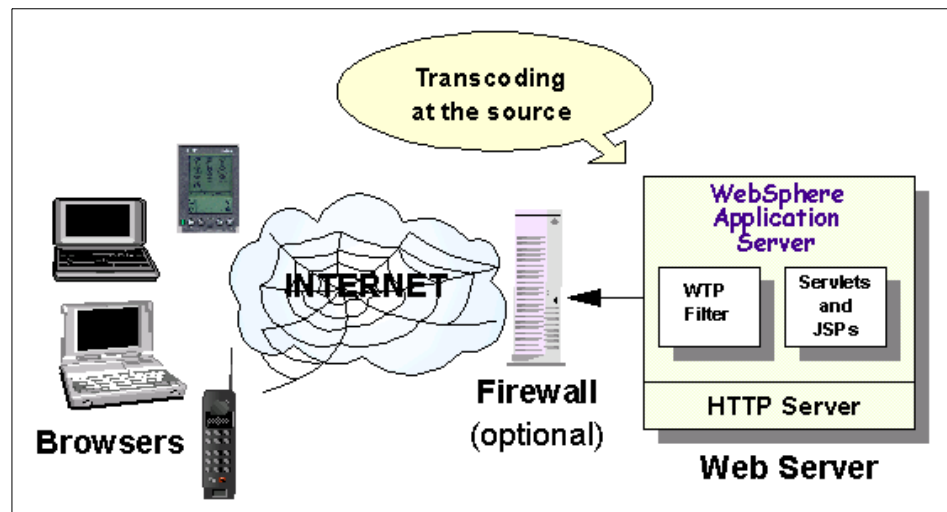 Transcoding
at the source
WebSphere
Application
Server
WTP
Filter
Servlets
and
JSPs
HTTP Server
Web Server
INTERNET
Firewall
(optional)
Browsers